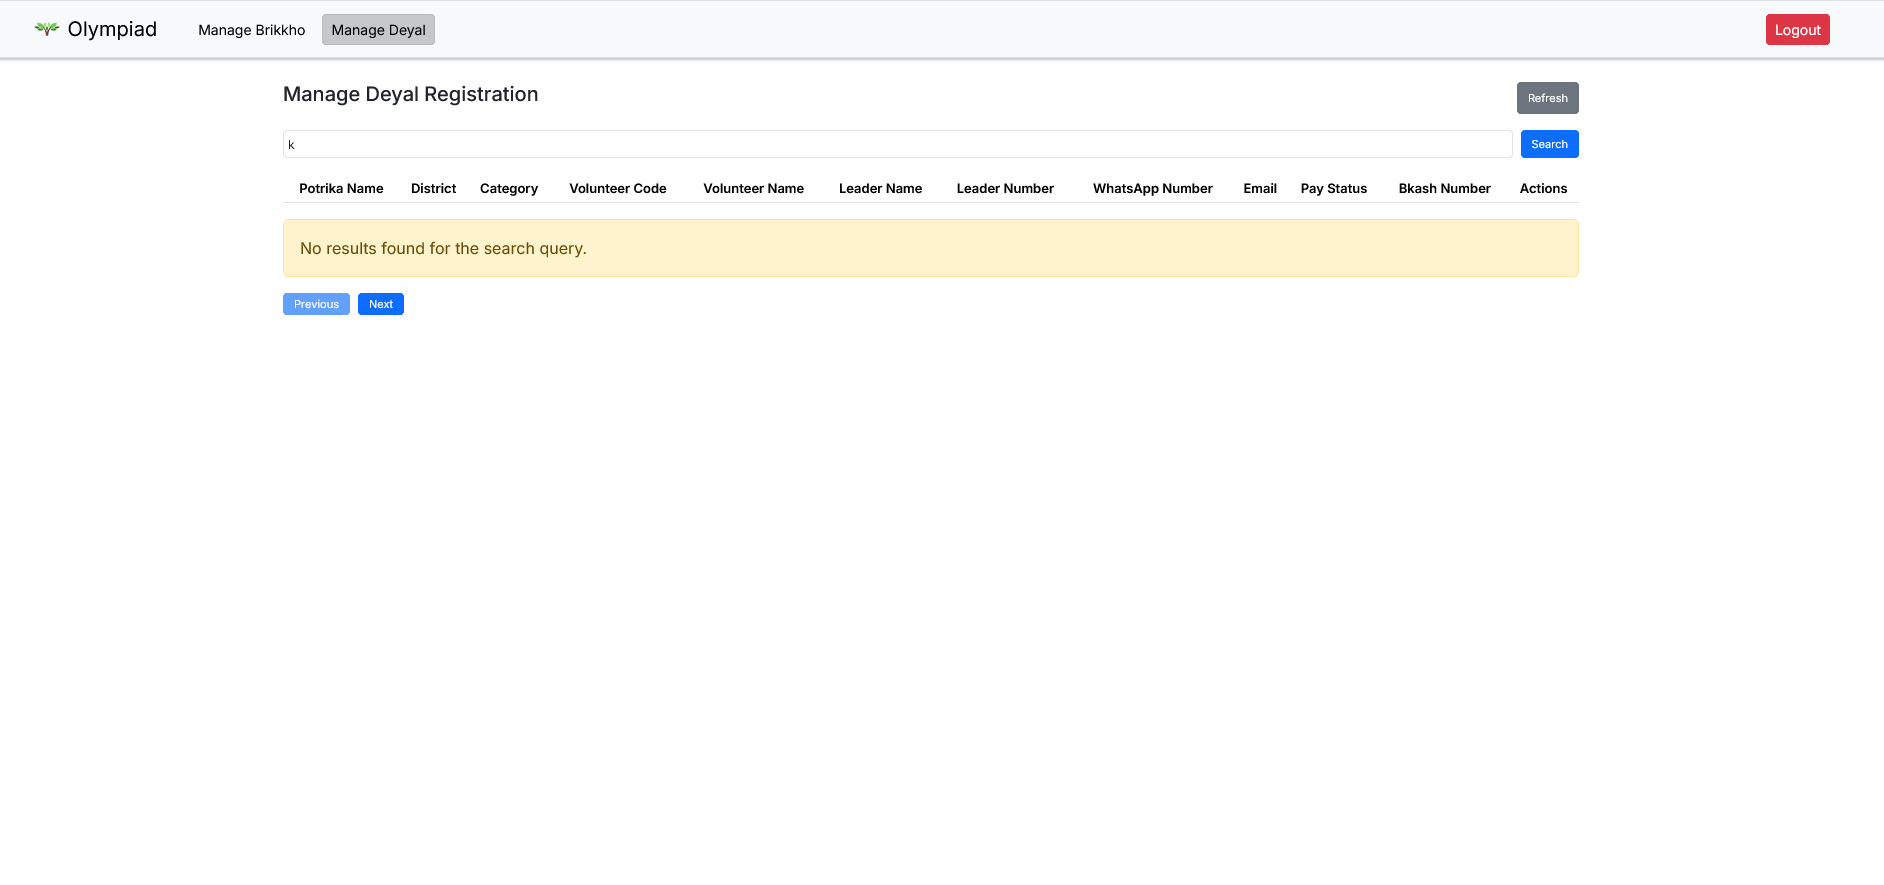 Olympiad Manage Brikkho Manage Deyal Logout
Manage Deyal Registration Refresh
k Search
Potrika Name District Category Volunteer Code Volunteer Name Leader Name Leader Number WhatsApp Number Email Pay Status Bkash Number Actions
No results found for the search query.
Previous Next